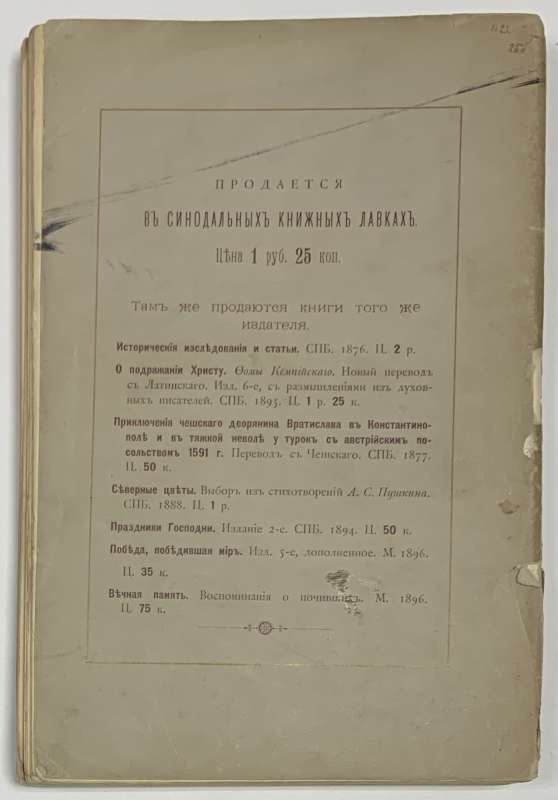 ПРОДАЕТСЯ
ВЪ СИНОДАЛЬНЫХЪ КНИЖНЫХЪ ЛАВКАХЪ.
Цѣна 1 руб. 25 коп.
Тамъ же продаются книги того же
издателя.
Историческія изслѣдованія и статьи. СПБ. 1876. Ц. 2 р.
О подражаніи Христу. Ѳомы Кемпійскаго. Новый переводъ
съ Латинскаго. Изд. 6-е, съ размышленіями изъ духов-
ныхъ писателей. СПБ. 1895. Ц. 1 р. 25 к.
Приключенія чешскаго дворянина Вратислава въ Константино-
полѣ и въ тяжкой неволѣ у турокъ съ австрійскимъ по-
сольствомъ 1591 г. Переводъ съ Чешскаго. СПБ. 1877.
Ц. 50 к.
Сѣверные цвѣты. Выборъ изъ стихотвореній А. С. Пушкина.
СПБ. 1888. Ц. 1 р.
Праздники Господни. Изданіе 2-е. СПБ. 1894. Ц. 50 к.
Побѣда, побѣдившая міръ. Изд. 5-е, дополненное. М. 1896.
Ц. 35 к.
Вѣчная память. Воспоминанія о почившихъ. М. 1896.
Ц. 75 к.